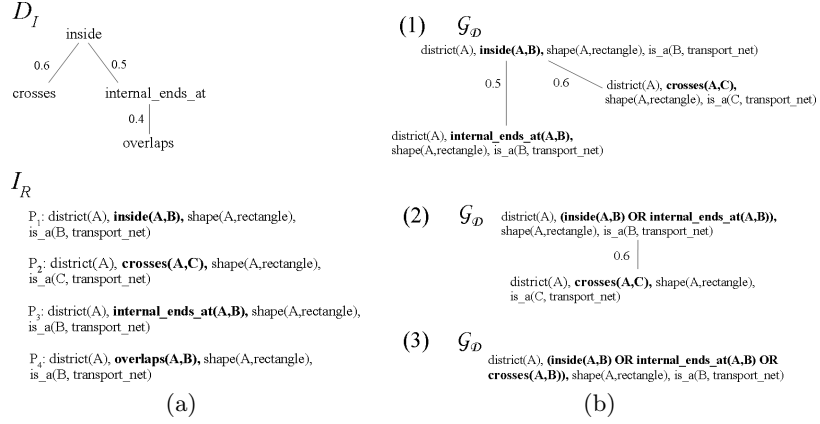 D_I
inside
0.6
0.5
crosses
internal_ends_at
0.4
overlaps
I_R
P_1: district(A), inside(A,B), shape(A,rectangle),
is_a(B, transport_net)
P_2: district(A), crosses(A,C), shape(A,rectangle),
is_a(C, transport_net)
P_3: district(A), internal_ends_at(A,B), shape(A,rectangle),
is_a(B, transport_net)
P_4: district(A), overlaps(A,B), shape(A,rectangle),
is_a(B, transport_net)
(a)
(1) G_D
district(A), inside(A,B), shape(A,rectangle), is_a(B, transport_net)
0.5
0.6
district(A), crosses(A,C),
shape(A,rectangle), is_a(C, transport_net)
district(A), internal_ends_at(A,B),
shape(A,rectangle), is_a(B, transport_net)
(2) G_D
district(A), (inside(A,B) OR internal_ends_at(A,B)),
shape(A,rectangle), is_a(B, transport_net)
0.6
district(A), crosses(A,C), shape(A,rectangle),
is_a(C, transport_net)
(3) G_D
district(A), (inside(A,B) OR internal_ends_at(A,B) OR
crosses(A,B)), shape(A,rectangle), is_a(B, transport_net)
(b)